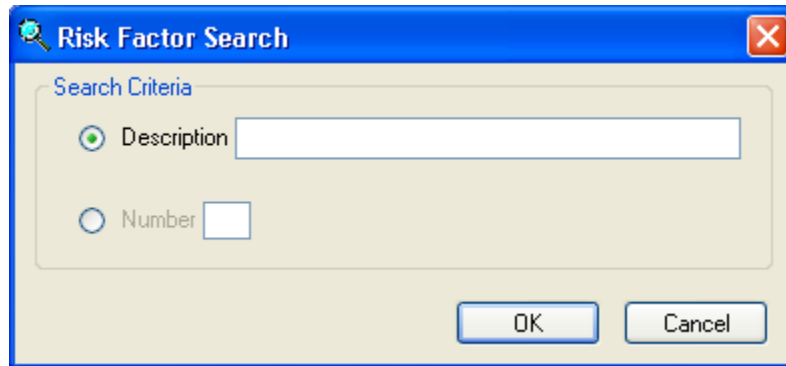 Risk Factor Search
Search Criteria
Description
Number
OK Cancel